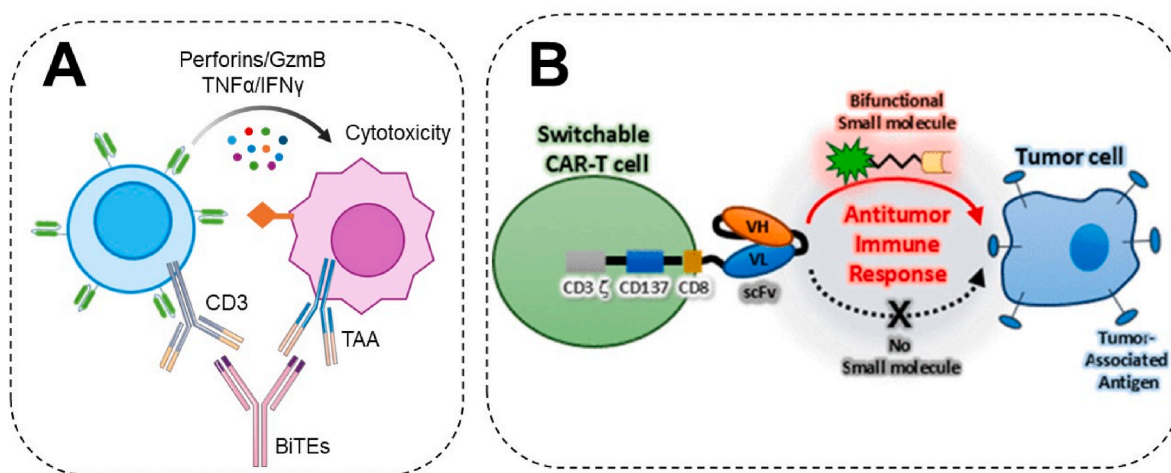 A
Perforins/GzmB
TNFα/IFNγ
Cytotoxicity
CD3
TAA
BiTEs
B
Bifunctional
Small molecule
Switchable
CAR-T cell
Tumor cell
VH
VL
Antitumor
Immune
Response
CD3 ζ
CD137
CD8
scFv
X
No
Small molecule
Tumor-
Associated
Antigen